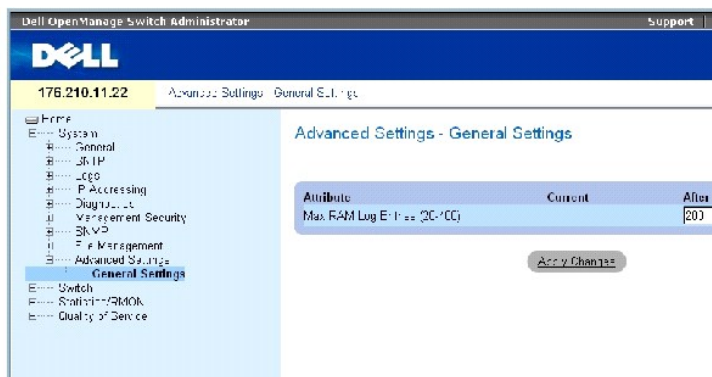 Dell OpenManage Switch Administrator Support
DELL
176.210.11.22 Advanced Settings General Settings
Home
System
General
SNTP
Logs
IP Addressing
Diagnostics
Management Security
SNMP
File Management
Advanced Settings
General Settings
Switch
Statistics/RMON
Quality of Service
Advanced Settings - General Settings
Attribute Current After
Max RAM Log Entries (20-400) 200
Apply Changes